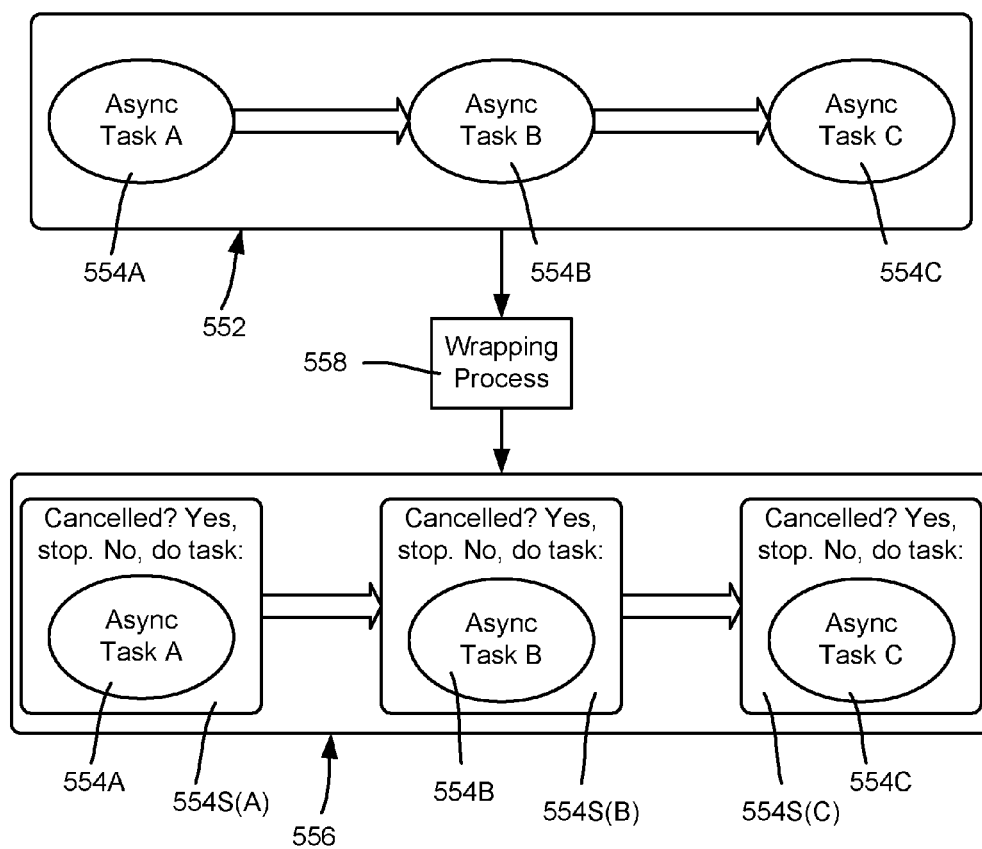 Async
Task A
Async
Task B
Async
Task C
554A
552
554B
554C
558
Wrapping
Process
Cancelled? Yes,
stop. No, do task:
Async
Task A
Cancelled? Yes,
stop. No, do task:
Async
Task B
Cancelled? Yes,
stop. No, do task:
Async
Task C
554A
554S(A)
556
554B
554S(B)
554S(C)
554C